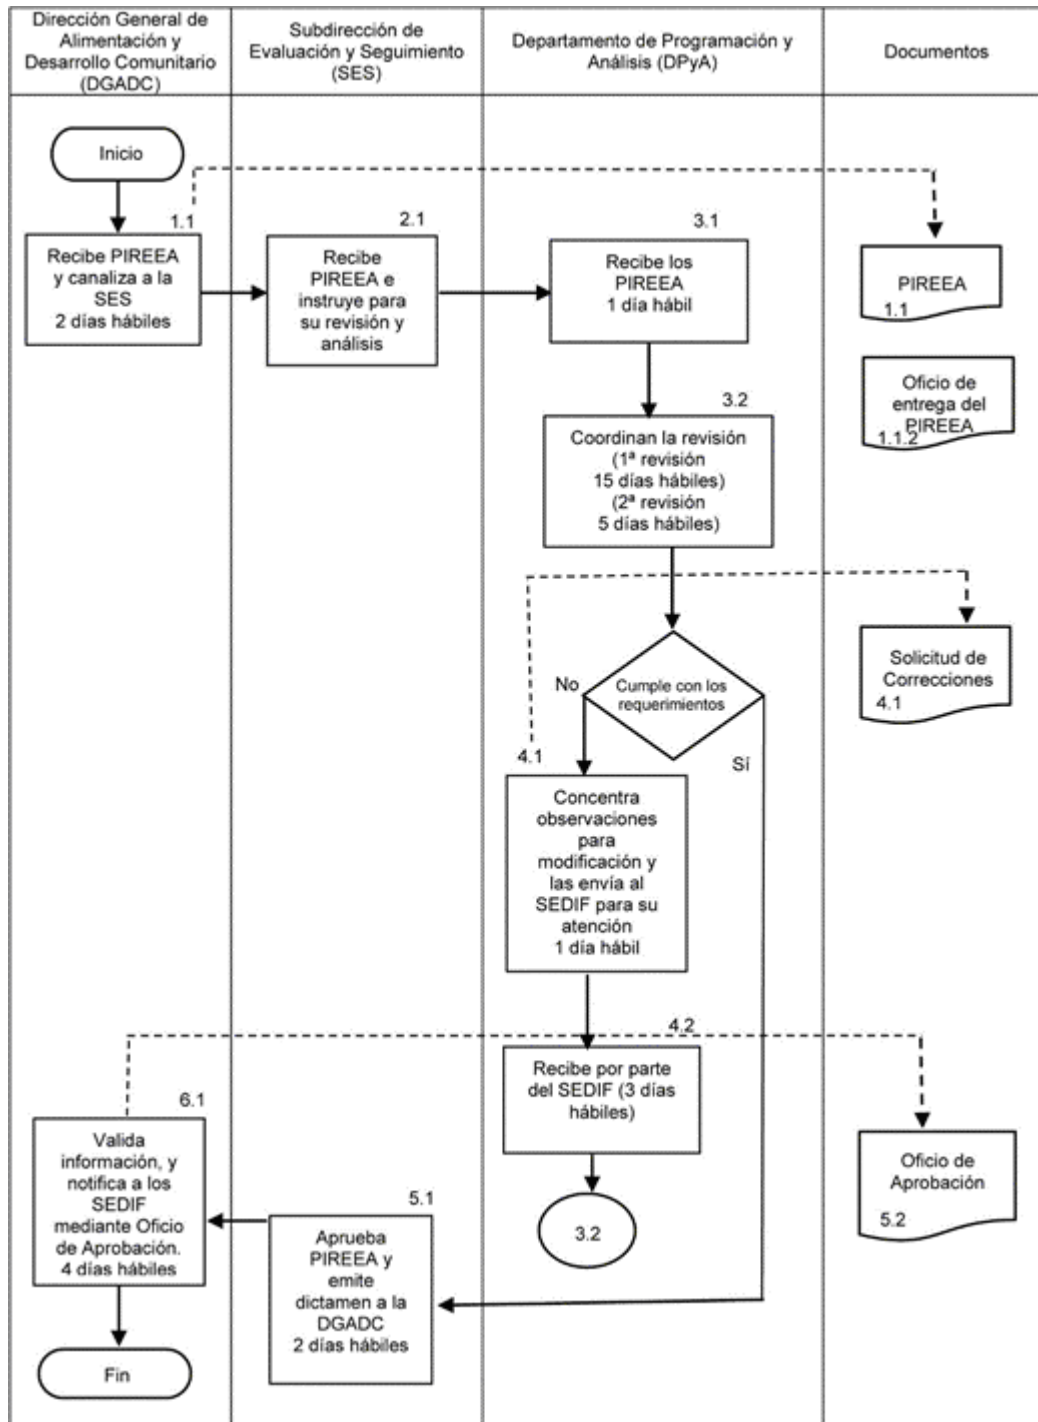 Dirección General de
Alimentación y
Desarrollo Comunitario
(DGADC)
Subdirección de
Evaluación y Seguimiento
(SES)
Departamento de Programación y
Análisis (DPyA)
Documentos
Inicio
1.1
Recibe PIREEA
y canaliza a la
SES
2 días hábiles
2.1
Recibe
PIREEA e
instruye para
su revisión y
análisis
3.1
Recibe los
PIREEA
1 día hábil
PIREEA
1.1
Oficio de
entrega del
PIREEA
1.1.2
3.2
Coordinan la revisión
(1ª revisión
15 días hábiles)
(2ª revisión
5 días hábiles)
Solicitud de
Correcciones
4.1
Cumple con los
requerimientos
No
Sí
4.1
Concentra
observaciones
para
modificación y
las envía al
SEDIF para su
atención
1 día hábil
4.2
Recibe por parte
del SEDIF (3 días
hábiles)
3.2
5.1
Aprueba
PIREEA y
emite
dictamen a la
DGADC
2 días hábiles
6.1
Valida
información, y
notifica a los
SEDIF
mediante Oficio
de Aprobación.
4 días hábiles
Oficio de
Aprobación
5.2
Fin